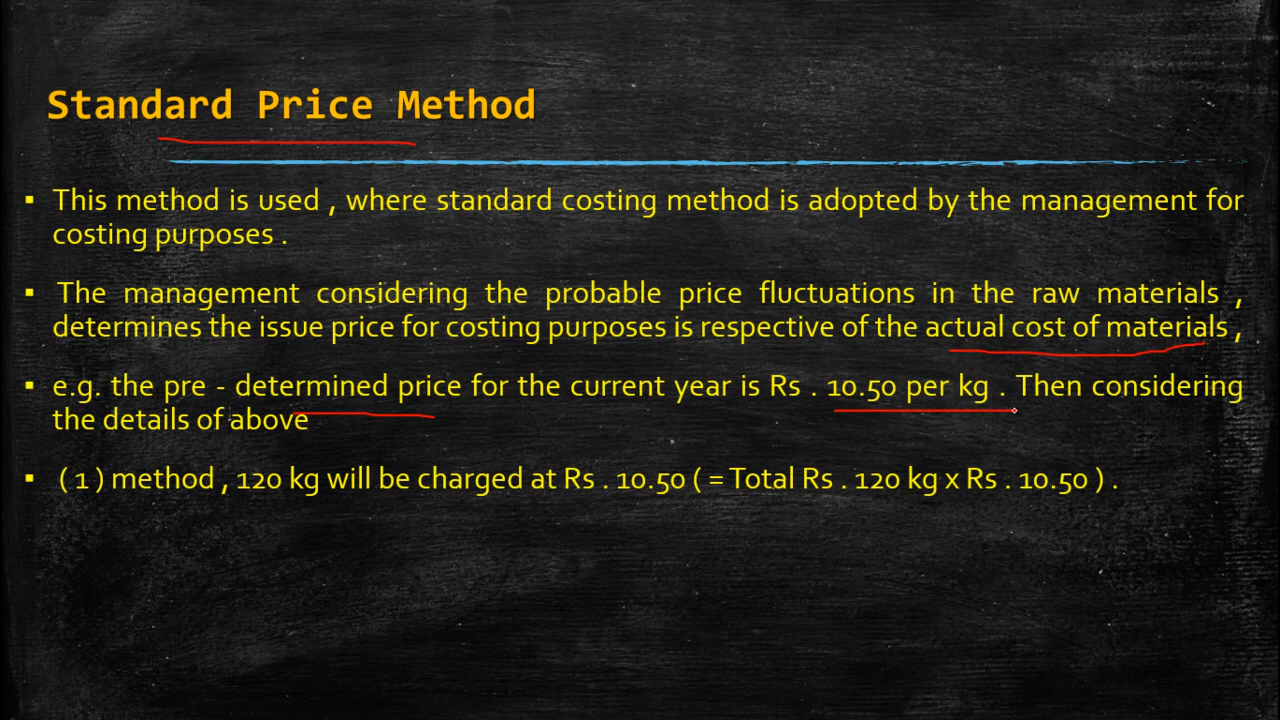 Standard Price Method
▪ This method is used , where standard costing method is adopted by the management for
costing purposes .
▪ The management considering the probable price fluctuations in the raw materials ,
determines the issue price for costing purposes is respective of the actual cost of materials ,
▪ e.g. the pre - determined price for the current year is Rs . 10.50 per kg . Then considering
the details of above
▪ ( 1 ) method , 120 kg will be charged at Rs . 10.50 ( = Total Rs . 120 kg x Rs . 10.50 ) .